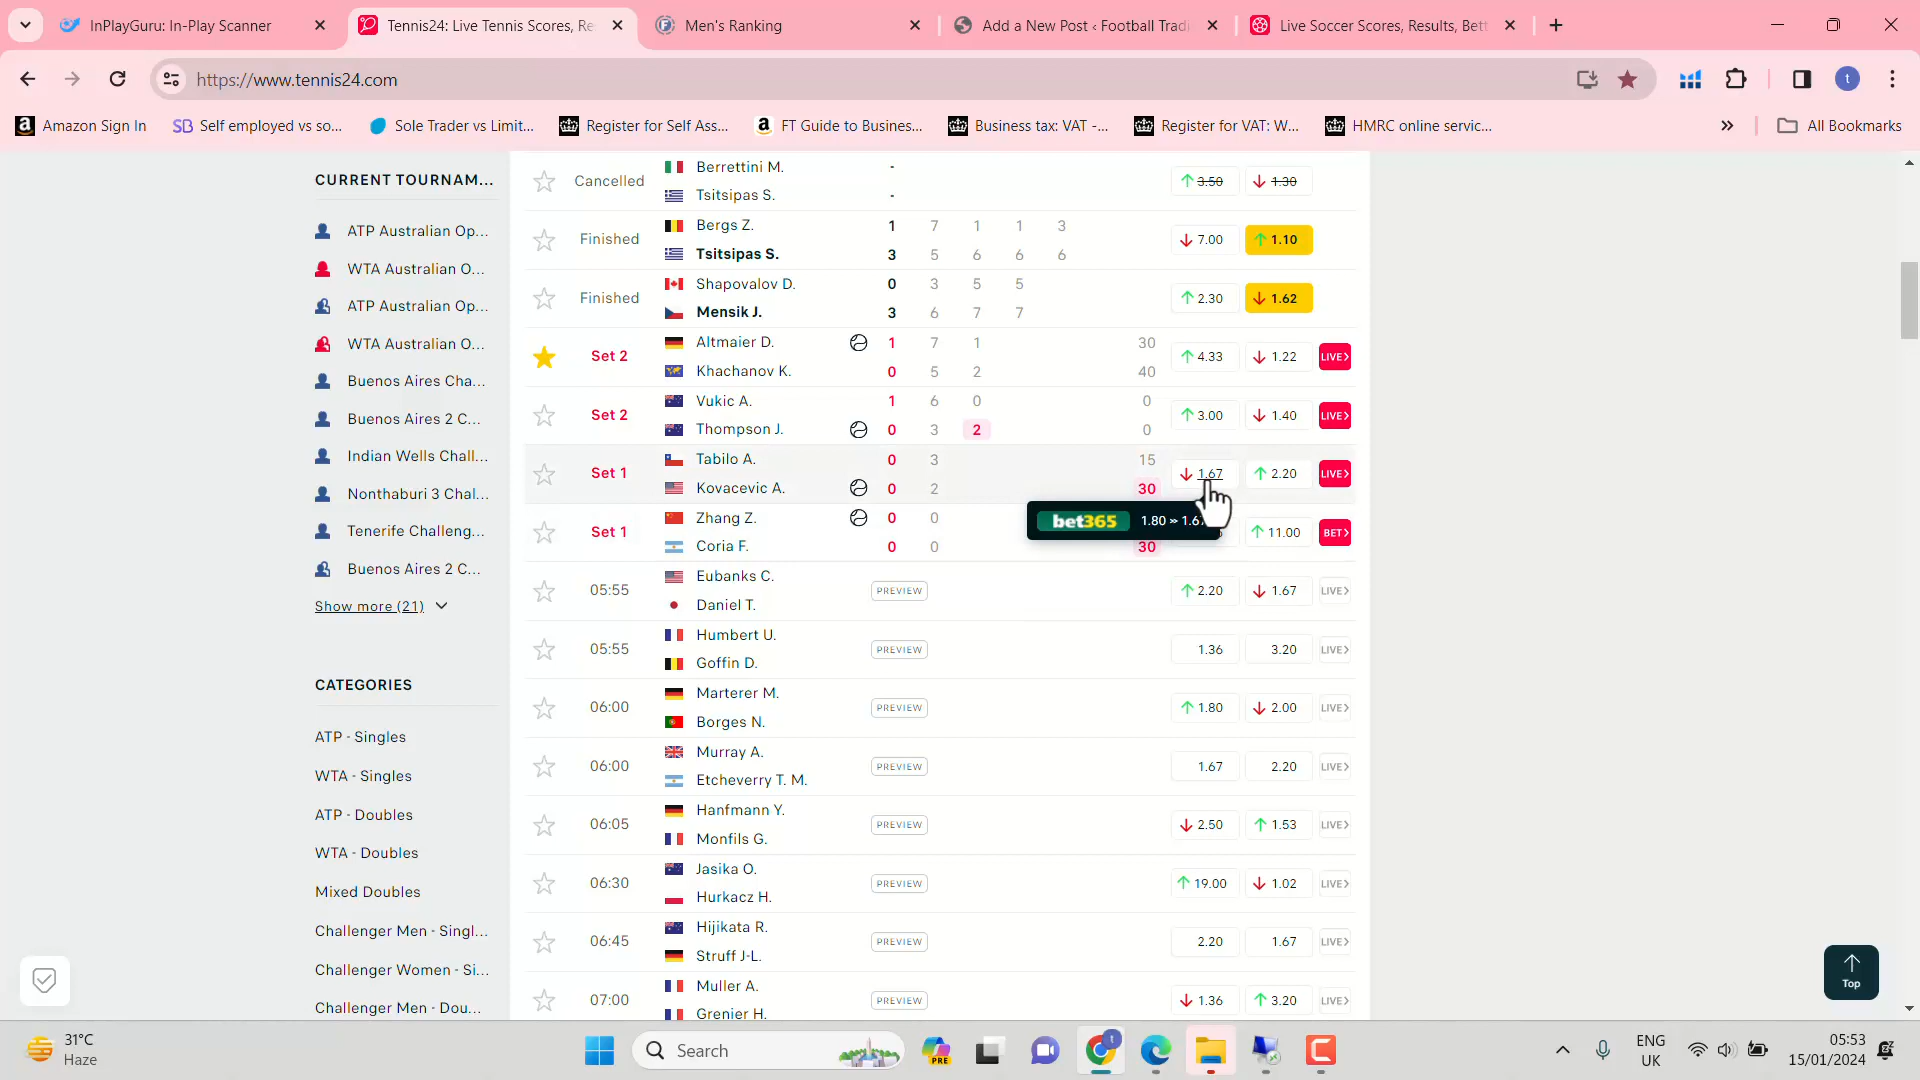 InPlayGuru: In-Play Scanner
Tennis24: Live Tennis Scores, Re
Men's Ranking
Add a New Post ‹ Football Tradi
Live Soccer Scores, Results, Bett
https://www.tennis24.com
t
Amazon Sign In
SB Self employed vs so...
Sole Trader vs Limit...
Register for Self Ass...
FT Guide to Busines...
Business tax: VAT -...
Register for VAT: W...
HMRC online servic...
All Bookmarks
CURRENT TOURNAM...
ATP Australian Op...
WTA Australian O...
ATP Australian Op...
WTA Australian O...
Buenos Aires Cha...
Buenos Aires 2 C...
Indian Wells Chall...
Nonthaburi 3 Chal...
Tenerife Challeng...
Buenos Aires 2 C...
Show more (21)
CATEGORIES
ATP - Singles
WTA - Singles
ATP - Doubles
WTA - Doubles
Mixed Doubles
Challenger Men - Singl...
Challenger Women - Si...
Challenger Men - Dou...
Cancelled Berrettini M. - 3.50 1.30
Tsitsipas S. -
Finished Bergs Z. 1 7 1 1 3 7.00 1.10
Tsitsipas S. 3 5 6 6 6
Finished Shapovalov D. 0 3 5 5 2.30 1.62
Mensik J. 3 6 7 7
Set 2 Altmaier D. 1 7 1 30 4.33 1.22 LIVE>
Khachanov K. 0 5 2 40
Set 2 Vukic A. 1 6 0 0 3.00 1.40 LIVE>
Thompson J. 0 3 2 0
Set 1 Tabilo A. 0 3 15 1.67 2.20 LIVE>
Kovacevic A. 0 2 30
bet365 1.80 » 1.67
Set 1 Zhang Z. 0 0 11.00 BET>
Coria F. 0 0 30
05:55 Eubanks C. PREVIEW 2.20 1.67 LIVE>
Daniel T.
05:55 Humbert U. PREVIEW 1.36 3.20 LIVE>
Goffin D.
06:00 Marterer M. PREVIEW 1.80 2.00 LIVE>
Borges N.
06:00 Murray A. PREVIEW 1.67 2.20 LIVE>
Etcheverry T. M.
06:05 Hanfmann Y. PREVIEW 2.50 1.53 LIVE>
Monfils G.
06:30 Jasika O. PREVIEW 19.00 1.02 LIVE>
Hurkacz H.
06:45 Hijikata R. PREVIEW 2.20 1.67 LIVE>
Struff J-L.
07:00 Muller A. PREVIEW 1.36 3.20 LIVE>
Grenier H.
Top
31°C
Haze
Search
PRE
t
ENG
UK
05:53
15/01/2024